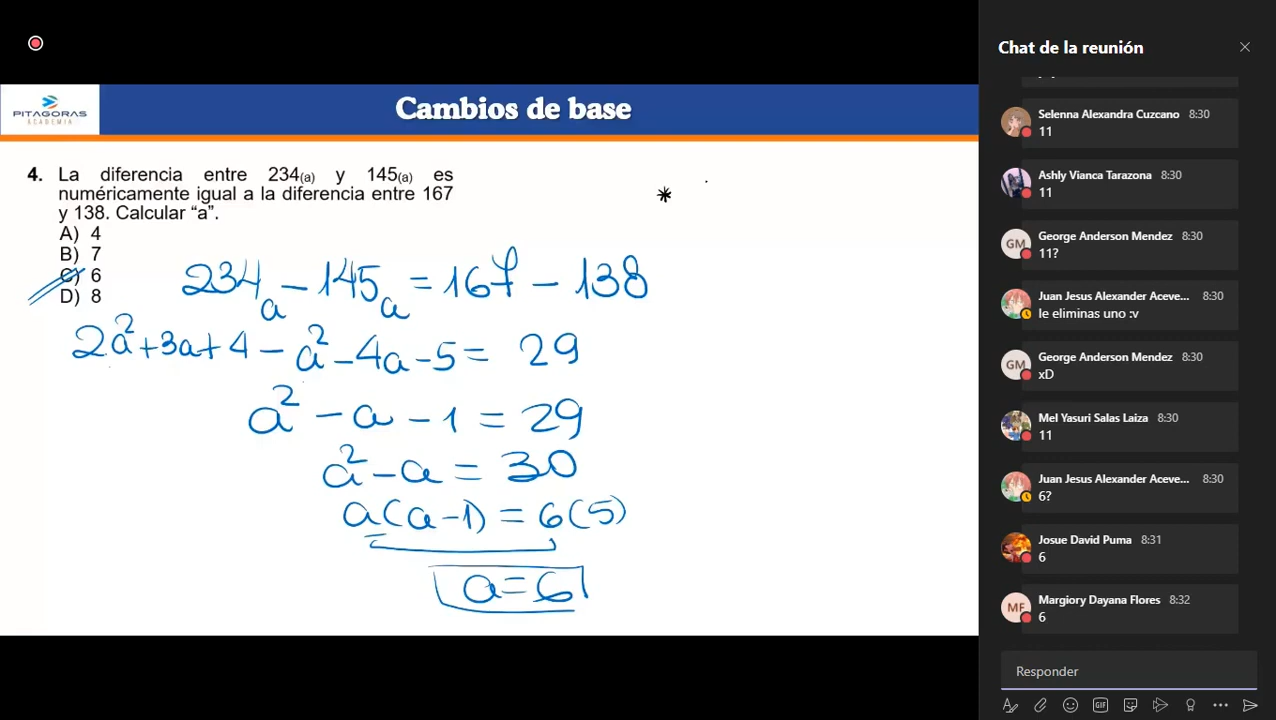 Chat de la reunión
PITAGORAS
ACADEMIA
Cambios de base
4. La diferencia entre 234(a) y 145(a) es
numéricamente igual a la diferencia entre 167
y 138. Calcular “a”.
A) 4
B) 7
C) 6
D) 8
*
234a - 145a = 167 - 138
2a² + 3a + 4 - a² - 4a - 5 = 29
a² - a - 1 = 29
a² - a = 30
a(a-1) = 6(5)
a = 6
Selenna Alexandra Cuzcano 8:30
11
Ashly Vianca Tarazona 8:30
11
GM
George Anderson Mendez 8:30
11?
Juan Jesus Alexander Aceve... 8:30
le eliminas uno :v
GM
George Anderson Mendez 8:30
xD
Mel Yasuri Salas Laiza 8:30
11
Juan Jesus Alexander Aceve... 8:30
6?
Josue David Puma 8:31
6
MF
Margiory Dayana Flores 8:32
6
Responder
GIF